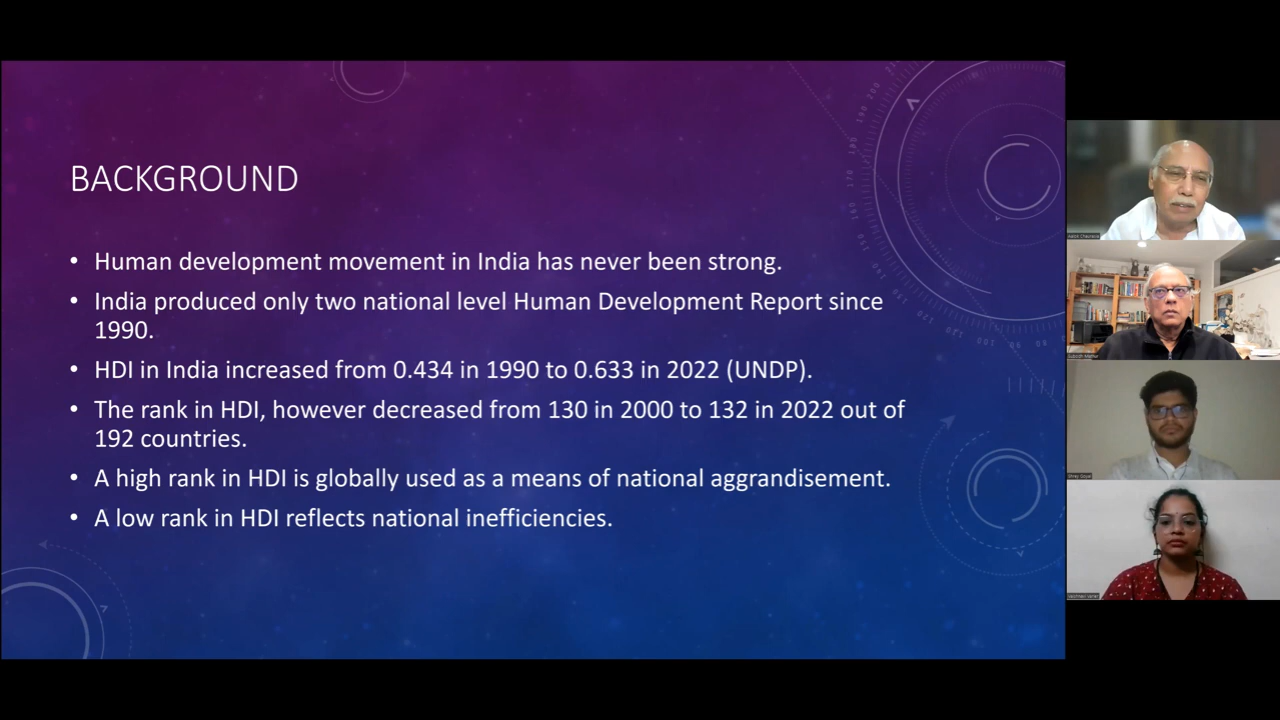 BACKGROUND
• Human development movement in India has never been strong.
• India produced only two national level Human Development Report since
1990.
• HDI in India increased from 0.434 in 1990 to 0.633 in 2022 (UNDP).
• The rank in HDI, however decreased from 130 in 2000 to 132 in 2022 out of
192 countries.
• A high rank in HDI is globally used as a means of national aggrandisement.
• A low rank in HDI reflects national inefficiencies.